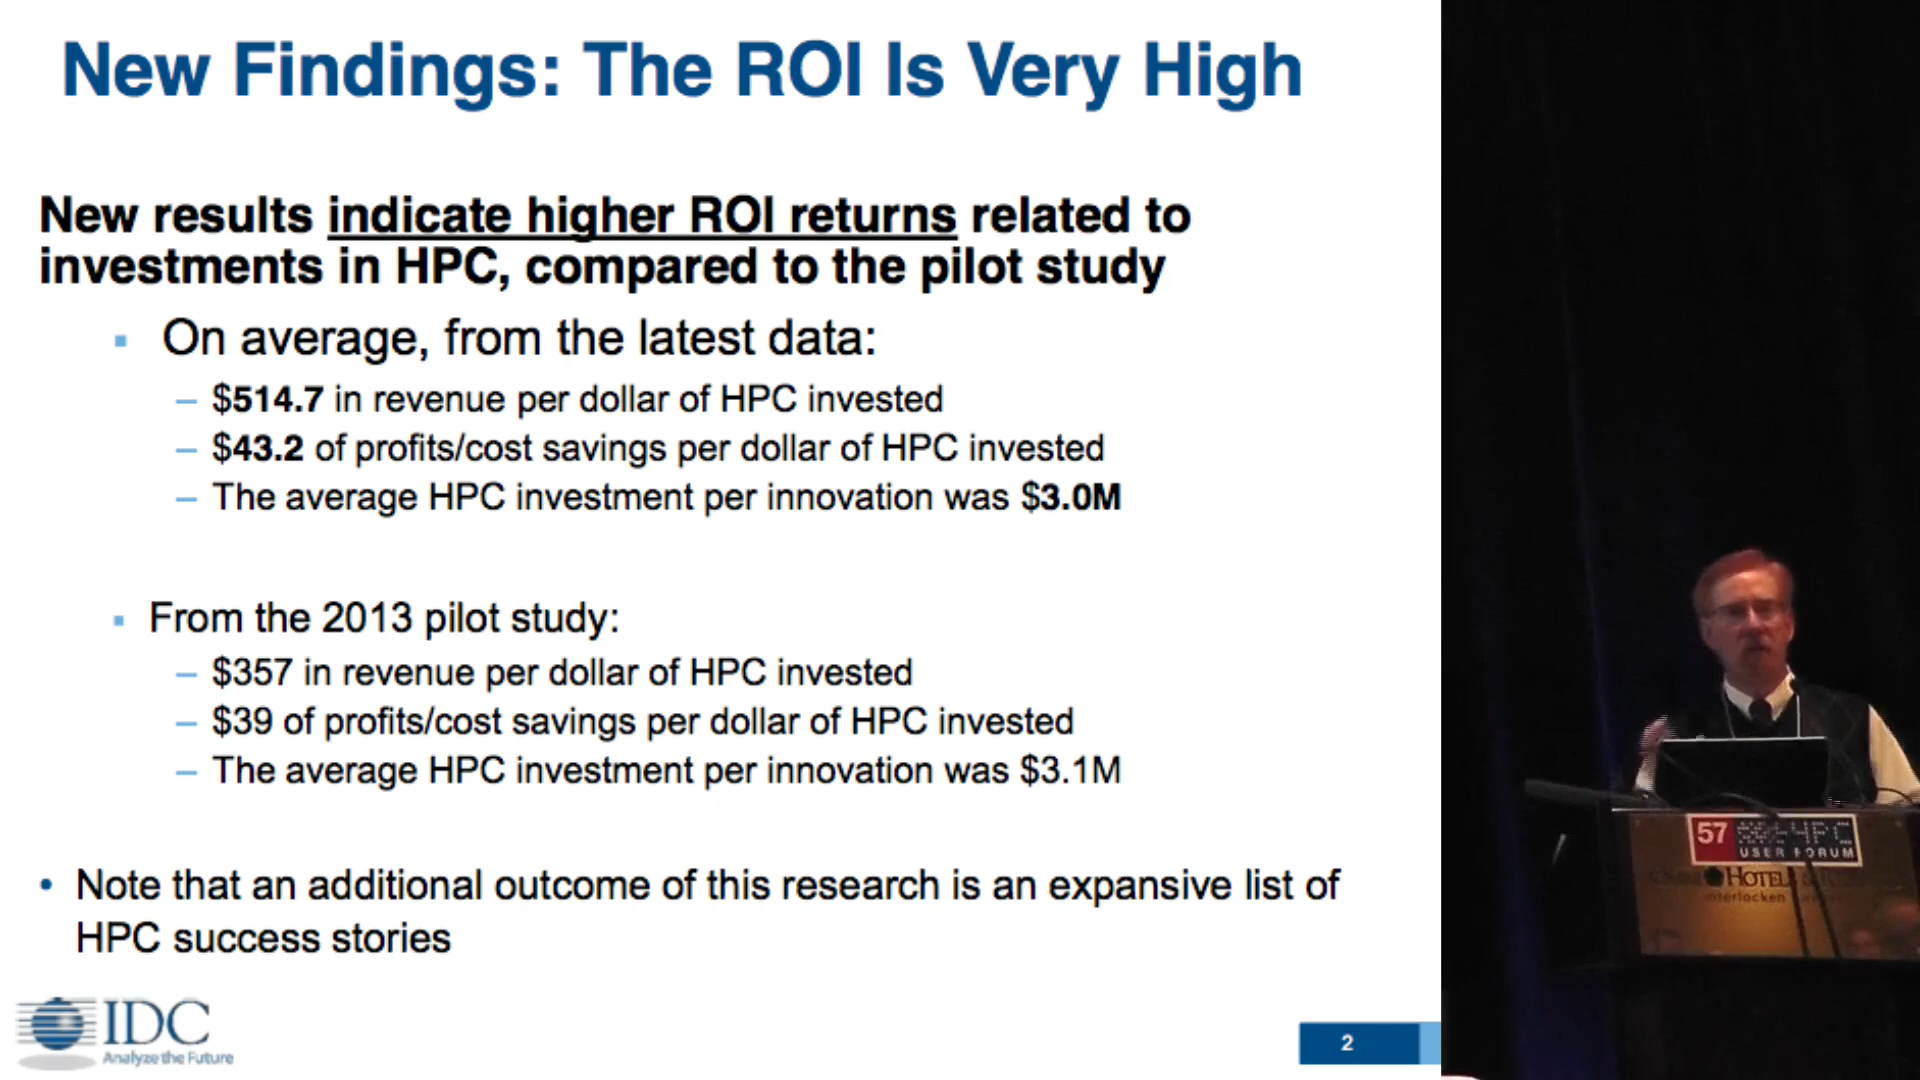 New Findings: The ROI Is Very High
New results indicate higher ROI returns related to
investments in HPC, compared to the pilot study
▪ On average, from the latest data:
– $514.7 in revenue per dollar of HPC invested
– $43.2 of profits/cost savings per dollar of HPC invested
– The average HPC investment per innovation was $3.0M
▪ From the 2013 pilot study:
– $357 in revenue per dollar of HPC invested
– $39 of profits/cost savings per dollar of HPC invested
– The average HPC investment per innovation was $3.1M
• Note that an additional outcome of this research is an expansive list of
HPC success stories
IDC
Analyze the Future
2
57 HPC
USER FORUM
HOTEL
Interlocken